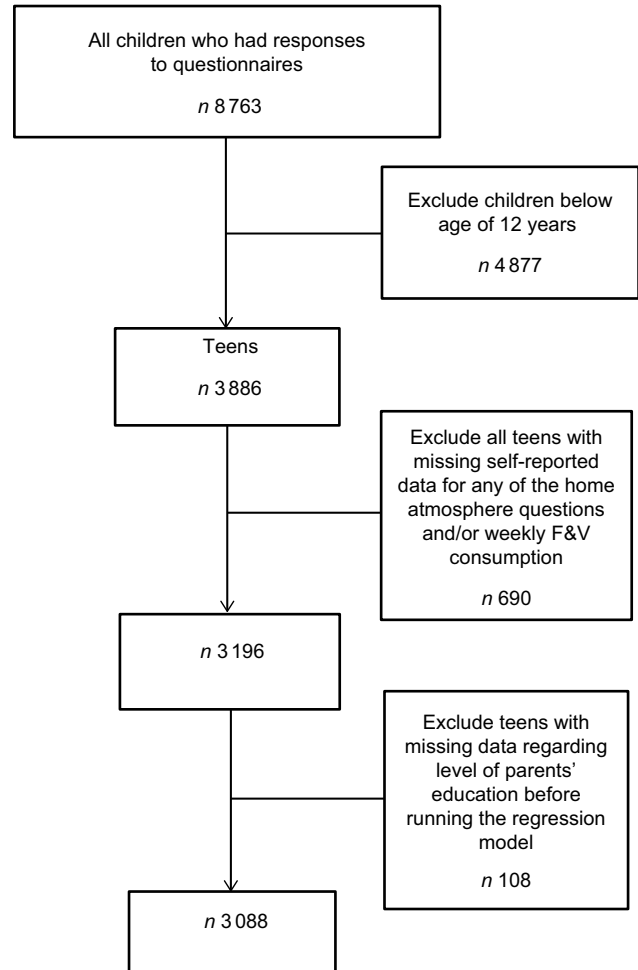 All children who had responses
to questionnaires
n 8 763
Exclude children below
age of 12 years
n 4 877
Teens
n 3 886
Exclude all teens with
missing self-reported
data for any of the home
atmosphere questions
and/or weekly F&V
consumption
n 690
n 3 196
Exclude teens with
missing data regarding
level of parents’
education before
running the regression
model
n 108
n 3 088